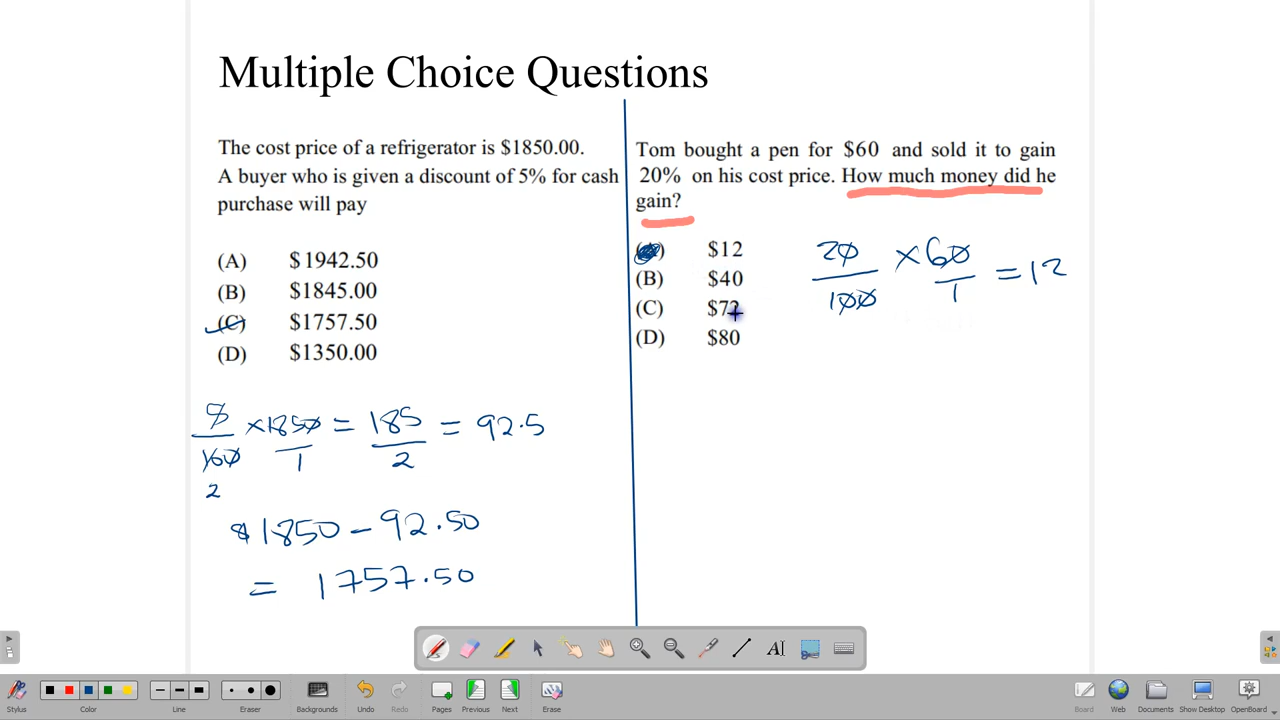 Multiple Choice Questions
The cost price of a refrigerator is $1850.00.
A buyer who is given a discount of 5% for cash
purchase will pay
(A) $1942.50
(B) $1845.00
(C) $1757.50
(D) $1350.00
5/100 × 1850/1 = 185/2 = 92.5
2
$1850 - 92.50
= 1757.50
Tom bought a pen for $60 and sold it to gain
20% on his cost price. How much money did he
gain?
$12
(B) $40
(C) $72
(D) $80
20/100 × 60/1 = 12
Stylus
Color
Line
Eraser
Backgrounds
Undo
Redo
Pages
Previous
Next
Erase
Board
Web
Documents
Show Desktop
OpenBoard